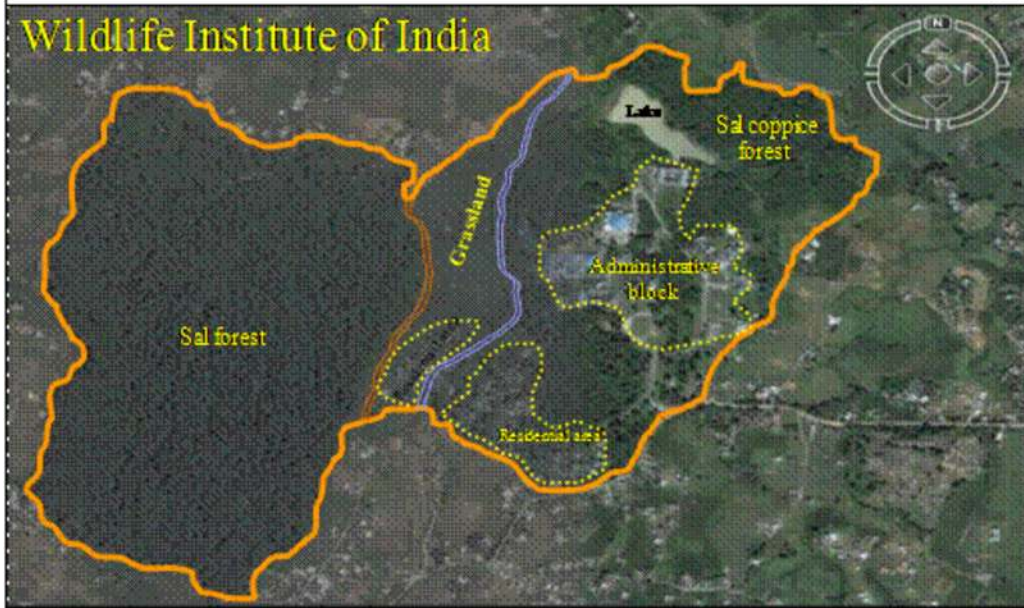 Wildlife Institute of India
N
Lake
Sal coppice
forest
Grassland
Administrative
block
Sal forest
Residential area